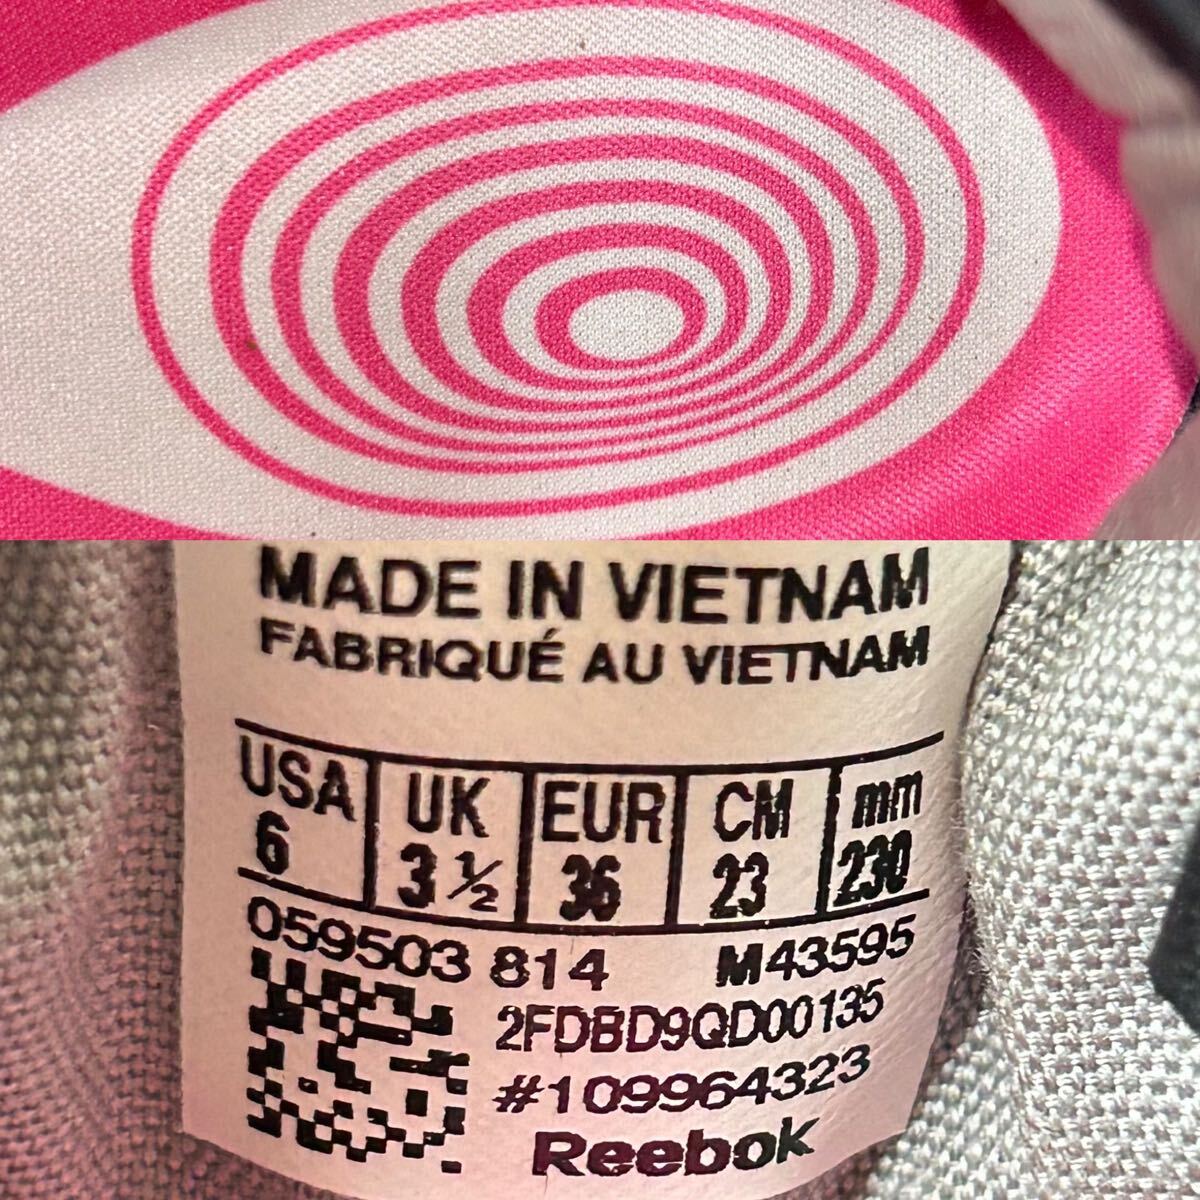 MADE IN VIETNAM
FABRIQUÉ AU VIETNAM
USA UK EUR CM mm
6 3 ½ 36 23 230
059503 814 M43595
2FDBD9QD00135
#109964323
Reebok